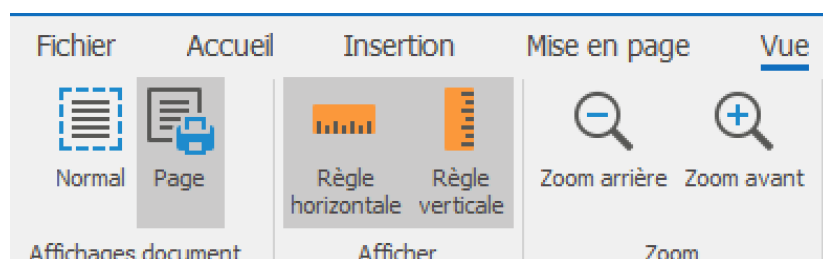 Fichier Accueil Insertion Mise en page Vue
Normal Page Règle horizontale Règle verticale Zoom arrière Zoom avant
Affichages document Afficher Zoom